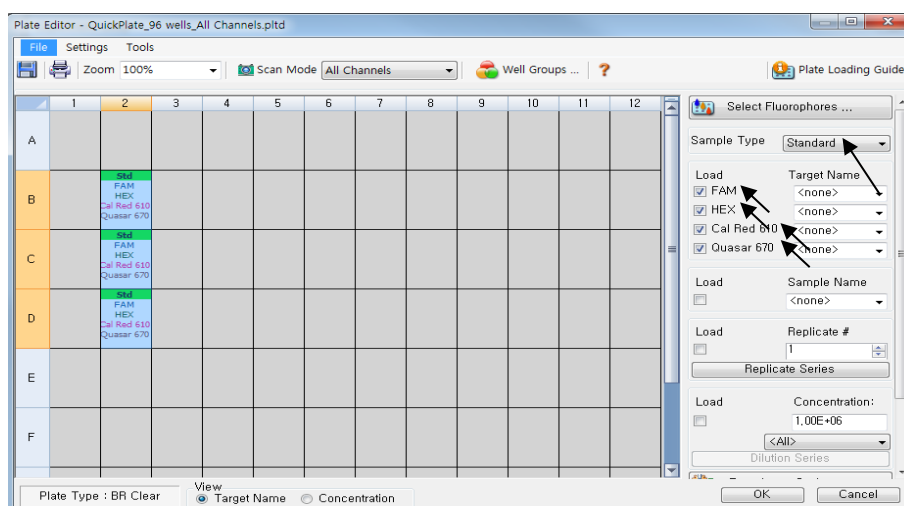 Plate Editor - QuickPlate_96 wells_All Channels.pltd
File Settings Tools
Zoom 100% Scan Mode All Channels Well Groups ... ? Plate Loading Guide
1 2 3 4 5 6 7 8 9 10 11 12
A
B
Std
FAM
HEX
Cal Red 610
Quasar 670
C
Std
FAM
HEX
Cal Red 610
Quasar 670
D
Std
FAM
HEX
Cal Red 610
Quasar 670
E
F
Select Fluorophores ...
Sample Type Standard
Load Target Name
FAM <none>
HEX <none>
Cal Red 610 <none>
Quasar 670 <none>
Load Sample Name
<none>
Load Replicate #
1
Replicate Series
Load Concentration:
1,00E+06
<All>
Dilution Series
Plate Type : BR Clear
View
Target Name Concentration
OK Cancel